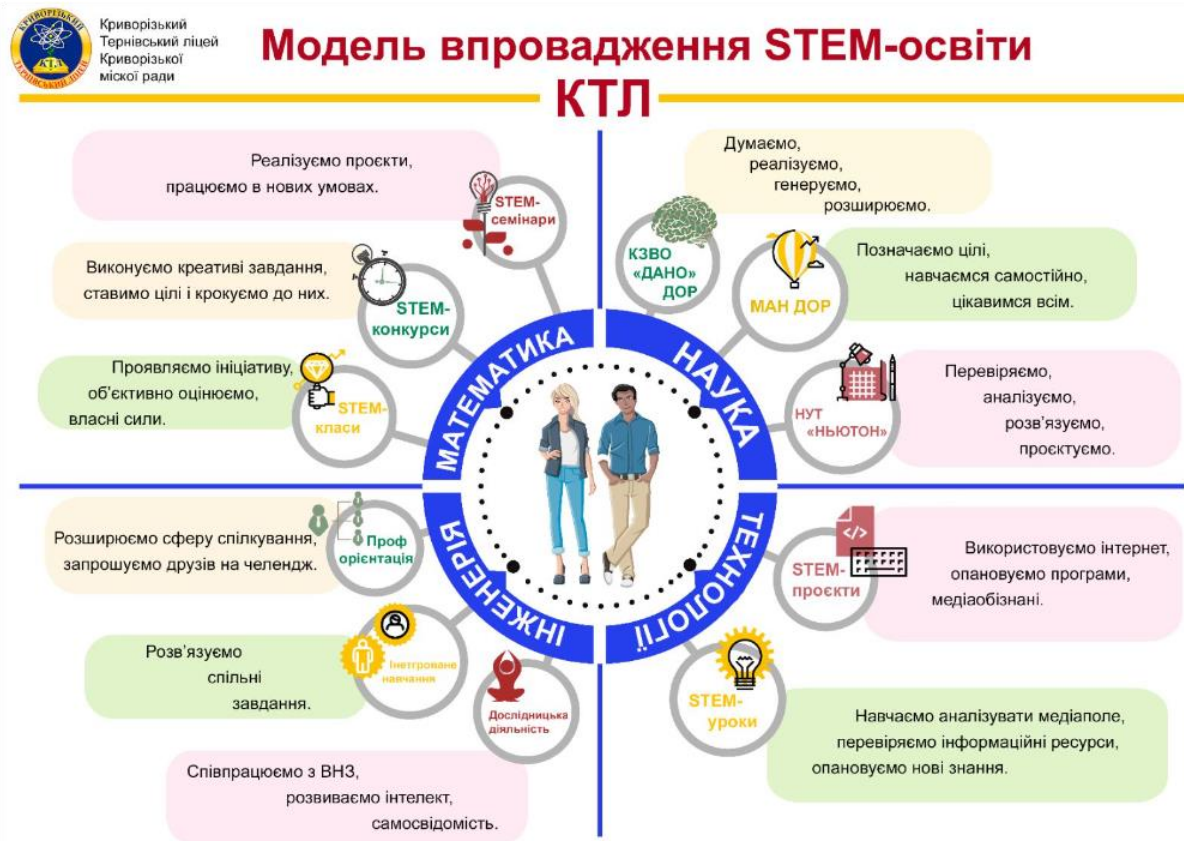 Криворізький
Тернівський ліцей
Криворізької
міскої ради
КРИВОРІЗЬКИЙ
КТЛ
ТЕРНІВСЬКИЙ ЛІЦЕЙ
Модель впровадження STEM-освіти
КТЛ
Реалізуємо проєкти,
працюємо в нових умовах.
STEM-
семінари
Виконуємо креативі завдання,
ставимо цілі і крокуємо до них.
STEM-
конкурси
Проявляємо ініціативу,
об’єктивно оцінюємо,
власні сили.
STEM-
класи
МАТЕМАТИКА
Думаємо,
реалізуємо,
генеруємо,
розширюємо.
КЗВО
«ДАНО»
ДОР
Позначаємо цілі,
навчаємся самостійно,
цікавимся всім.
МАН ДОР
Перевіряємо,
аналізуємо,
розв’язуємо,
проєктуємо.
НУТ
«НЬЮТОН»
НАУКА
Розширюємо сферу спілкування,
запрошуємо друзів на челендж.
Проф
орієнтація
Розв’язуємо
спільні
завдання.
Інетгроване
навчання
Співпрацюємо з ВНЗ,
розвиваємо інтелект,
самосвідомість.
Дослідницька
діяльність
ІНЖЕНЕРІЯ
Використовуємо інтернет,
опановуємо програми,
медіаобізнані.
</>
STEM-
проєкти
Навчаємо аналізувати медіаполе,
перевіряємо інформаційні ресурси,
опановуємо нові знання.
STEM-
уроки
ТЕХНОЛОГІЇ